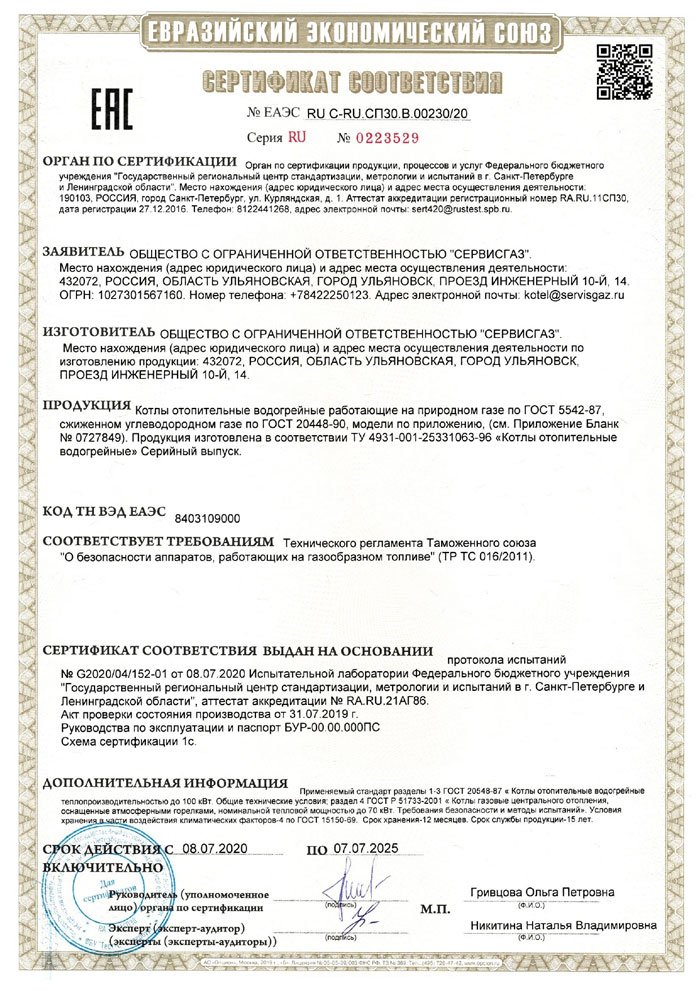 ЕВРАЗИЙСКИЙ ЭКОНОМИЧЕСКИЙ СОЮЗ
СЕРТИФИКАТ СООТВЕТСТВИЯ
ЕАС
№ ЕАЭС RU С-RU.СП30.В.00230/20
Серия RU № 0223529
ОРГАН ПО СЕРТИФИКАЦИИ Орган по сертификации продукции, процессов и услуг Федерального бюджетного
учреждения "Государственный региональный центр стандартизации, метрологии и испытаний в г. Санкт-Петербурге
и Ленинградской области". Место нахождения (адрес юридического лица) и адрес места осуществления деятельности:
190103, РОССИЯ, город Санкт-Петербург, ул. Курляндская, д. 1. Аттестат аккредитации регистрационный номер RA.RU.11СП30,
дата регистрации 27.12.2016. Телефон: 8122441268, адрес электронной почты: sert420@rustest.spb.ru.
ЗАЯВИТЕЛЬ ОБЩЕСТВО С ОГРАНИЧЕННОЙ ОТВЕТСТВЕННОСТЬЮ "СЕРВИСГАЗ".
Место нахождения (адрес юридического лица) и адрес места осуществления деятельности:
432072, РОССИЯ, ОБЛАСТЬ УЛЬЯНОВСКАЯ, ГОРОД УЛЬЯНОВСК, ПРОЕЗД ИНЖЕНЕРНЫЙ 10-Й, 14.
ОГРН: 1027301567160. Номер телефона: +78422250123. Адрес электронной почты: kotel@servisgaz.ru
ИЗГОТОВИТЕЛЬ ОБЩЕСТВО С ОГРАНИЧЕННОЙ ОТВЕТСТВЕННОСТЬЮ "СЕРВИСГАЗ".
Место нахождения (адрес юридического лица) и адрес места осуществления деятельности по
изготовлению продукции: 432072, РОССИЯ, ОБЛАСТЬ УЛЬЯНОВСКАЯ, ГОРОД УЛЬЯНОВСК,
ПРОЕЗД ИНЖЕНЕРНЫЙ 10-Й, 14.
ПРОДУКЦИЯ Котлы отопительные водогрейные работающие на природном газе по ГОСТ 5542-87,
сжиженном углеводородном газе по ГОСТ 20448-90, модели по приложению, (см. Приложение Бланк
№ 0727849). Продукция изготовлена в соответствии ТУ 4931-001-25331063-96 «Котлы отопительные
водогрейные» Серийный выпуск.
КОД ТН ВЭД ЕАЭС 8403109000
СООТВЕТСТВУЕТ ТРЕБОВАНИЯМ Технического регламента Таможенного союза
"О безопасности аппаратов, работающих на газообразном топливе" (ТР ТС 016/2011).
СЕРТИФИКАТ СООТВЕТСТВИЯ ВЫДАН НА ОСНОВАНИИ протокола испытаний
№ G2020/04/152-01 от 08.07.2020 Испытательной лаборатории Федерального бюджетного учреждения
"Государственный региональный центр стандартизации, метрологии и испытаний в г. Санкт-Петербурге и
Ленинградской области", аттестат аккредитации № RA.RU.21АГ86.
Акт проверки состояния производства от 31.07.2019 г.
Руководства по эксплуатации и паспорт БУР-00.00.000ПС
Схема сертификации 1с.
ДОПОЛНИТЕЛЬНАЯ ИНФОРМАЦИЯ Применяемый стандарт разделы 1-3 ГОСТ 20548-87 « Котлы отопительные водогрейные
теплопроизводительностью до 100 кВт. Общие технические условия; раздел 4 ГОСТ Р 51733-2001 « Котлы газовые центрального отопления,
оснащенные атмосферными горелками, номинальной тепловой мощностью до 70 кВт. Требования безопасности и методы испытаний». Условия
хранения в части воздействия климатических факторов-4 по ГОСТ 15150-69. Срок хранения-12 месяцев. Срок службы продукции-15 лет.
СРОК ДЕЙСТВИЯ С 08.07.2020 ПО 07.07.2025
ВКЛЮЧИТЕЛЬНО
Для
сертификатов
Руководитель (уполномоченное
лицо) органа по сертификации
(подпись)
М.П.
Гривцова Ольга Петровна
(Ф.И.О.)
Эксперт (эксперт-аудитор)
(эксперты (эксперты-аудиторы))
(подпись)
Никитина Наталья Владимировна
(Ф.И.О.)